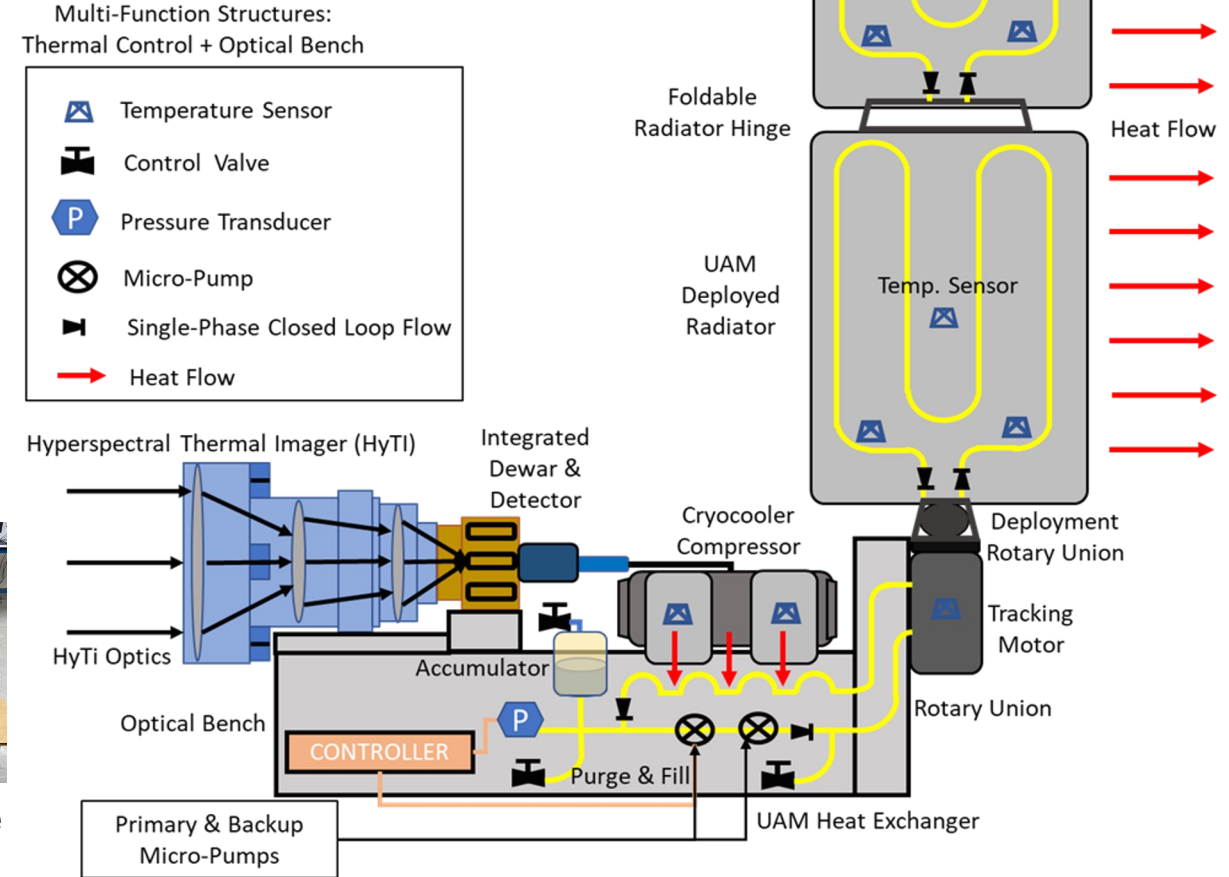 Multi-Function Structures:
Thermal Control + Optical Bench
Temperature Sensor
Control Valve
P
Pressure Transducer
Micro-Pump
Single-Phase Closed Loop Flow
Heat Flow
Foldable
Radiator Hinge
Heat Flow
UAM
Deployed
Radiator
Temp. Sensor
Hyperspectral Thermal Imager (HyTI)
Integrated
Dewar &
Detector
Cryocooler
Compressor
Deployment
Rotary Union
Tracking
Motor
HyTi Optics
Accumulator
Rotary Union
Optical Bench
P
CONTROLLER
Purge & Fill
Primary & Backup
Micro-Pumps
UAM Heat Exchanger